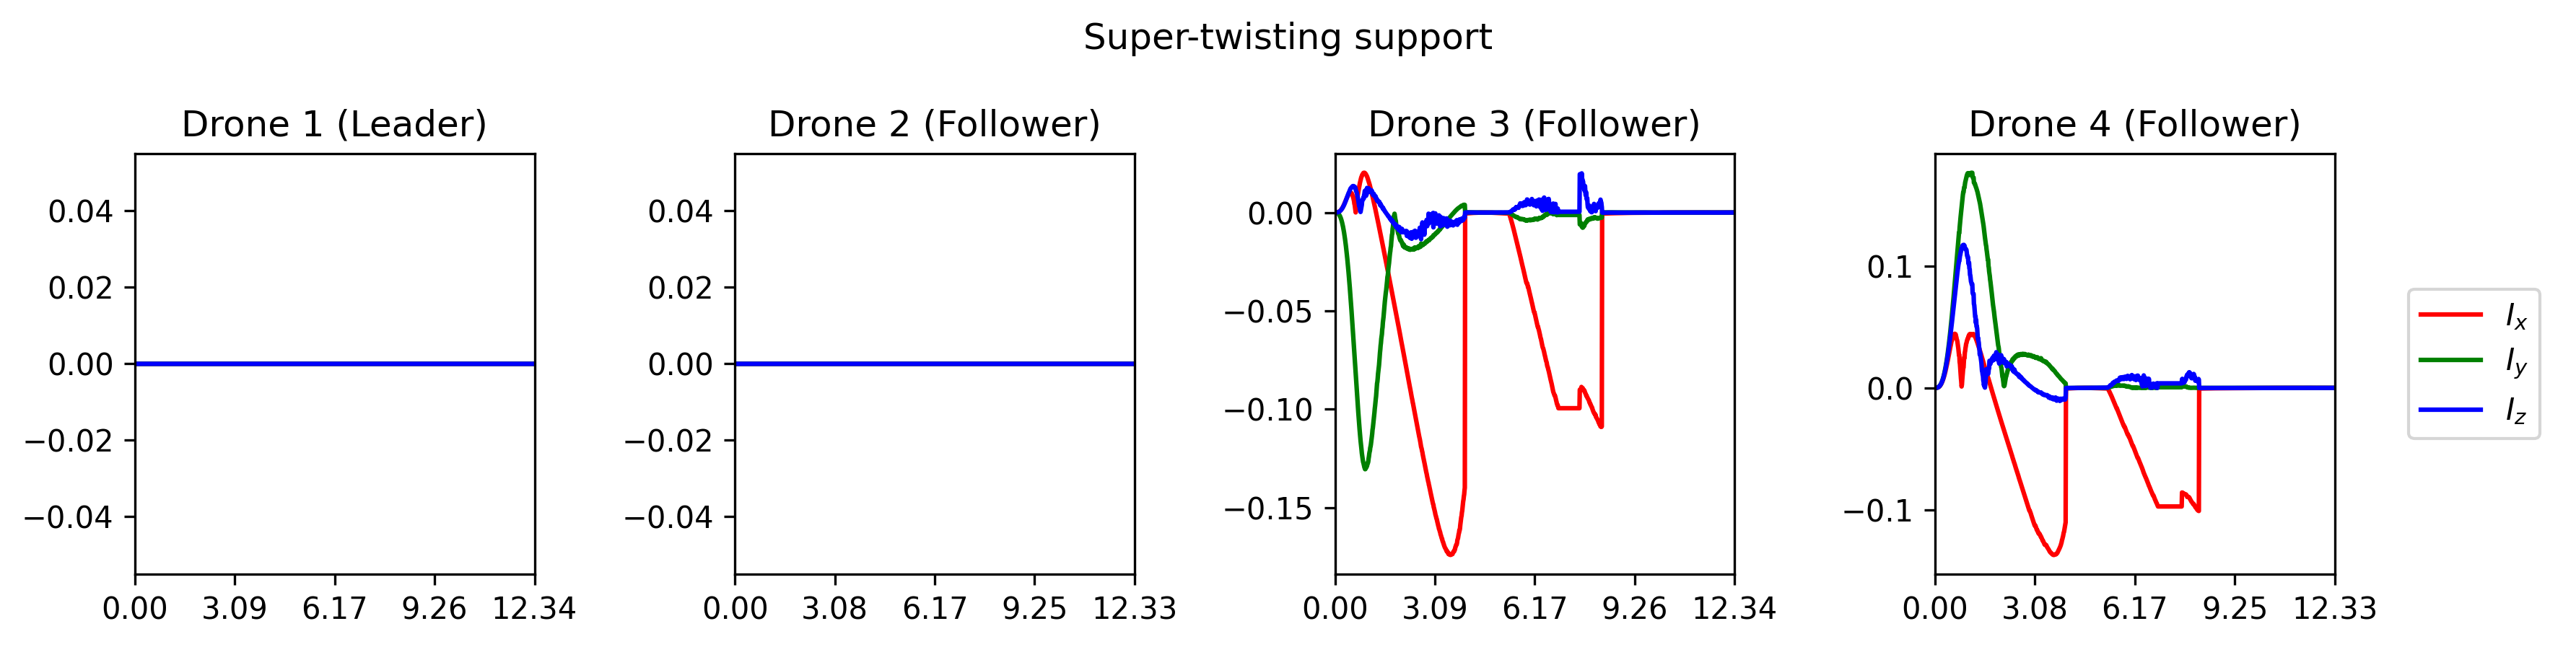 Super-twisting support
Drone 1 (Leader)
0.04
0.02
0.00
−0.02
−0.04
0.00 3.09 6.17 9.26 12.34
Drone 2 (Follower)
0.04
0.02
0.00
−0.02
−0.04
0.00 3.08 6.17 9.25 12.33
Drone 3 (Follower)
0.00
−0.05
−0.10
−0.15
0.00 3.09 6.17 9.26 12.34
Drone 4 (Follower)
0.1
0.0
−0.1
0.00 3.08 6.17 9.25 12.33
I_x
I_y
I_z